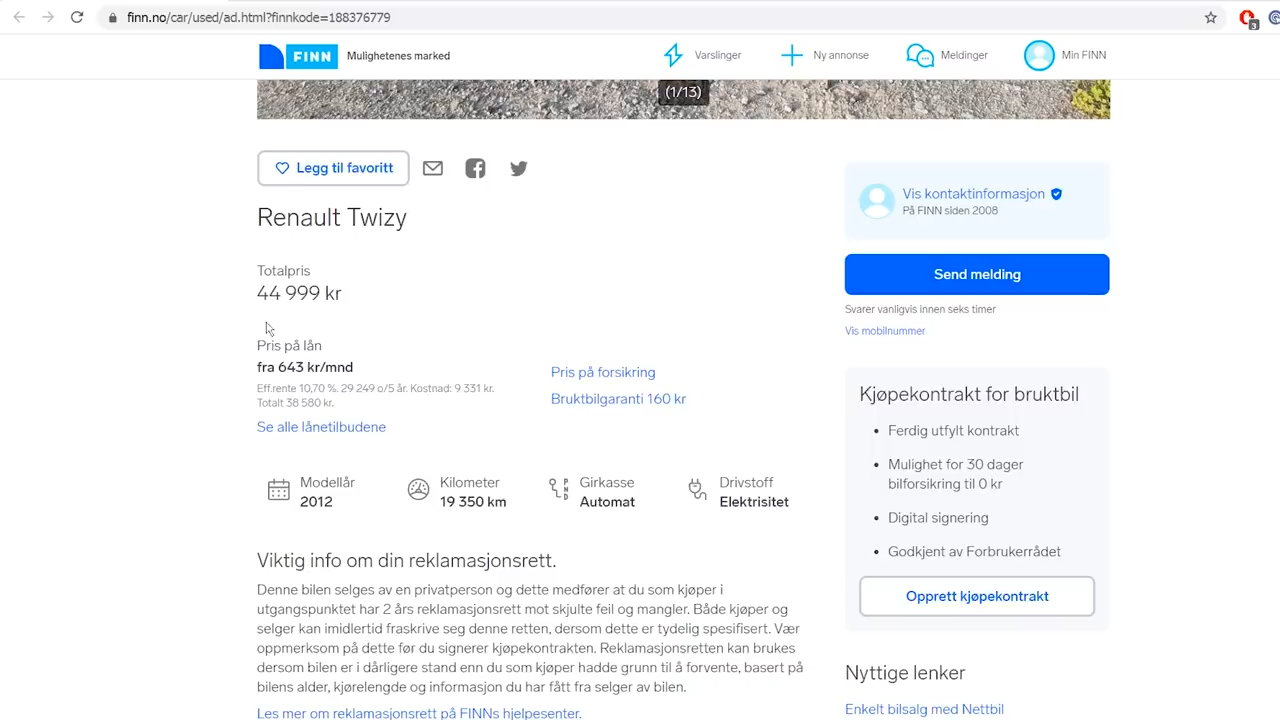 finn.no/car/used/ad.html?finnkode=188376779
3
FINN
Mulighetenes marked
Varslinger
Ny annonse
Meldinger
Min FINN
(1/13)
Legg til favoritt
Renault Twizy
Totalpris
44 999 kr
Pris på lån
fra 643 kr/mnd
Eff.rente 10,70 %. 29 249 o/5 år. Kostnad: 9 331 kr.
Totalt 38 580 kr.
Se alle lånetilbudene
Pris på forsikring
Bruktbilgaranti 160 kr
Modellår
2012
Kilometer
19 350 km
Girkasse
Automat
Drivstoff
Elektrisitet
Viktig info om din reklamasjonsrett.
Denne bilen selges av en privatperson og dette medfører at du som kjøper i
utgangspunktet har 2 års reklamasjonsrett mot skjulte feil og mangler. Både kjøper og
selger kan imidlertid fraskrive seg denne retten, dersom dette er tydelig spesifisert. Vær
oppmerksom på dette før du signerer kjøpekontrakten. Reklamasjonsretten kan brukes
dersom bilen er i dårligere stand enn du som kjøper hadde grunn til å forvente, basert på
bilens alder, kjørelengde og informasjon du har fått fra selger av bilen.
Les mer om reklamasjonsrett på FINNs hjelpesenter.
Vis kontaktinformasjon
På FINN siden 2008
Send melding
Svarer vanligvis innen seks timer
Vis mobilnummer
Kjøpekontrakt for bruktbil
Ferdig utfylt kontrakt
Mulighet for 30 dager
bilforsikring til 0 kr
Digital signering
Godkjent av Forbrukerrådet
Opprett kjøpekontrakt
Nyttige lenker
Enkelt bilsalg med Nettbil